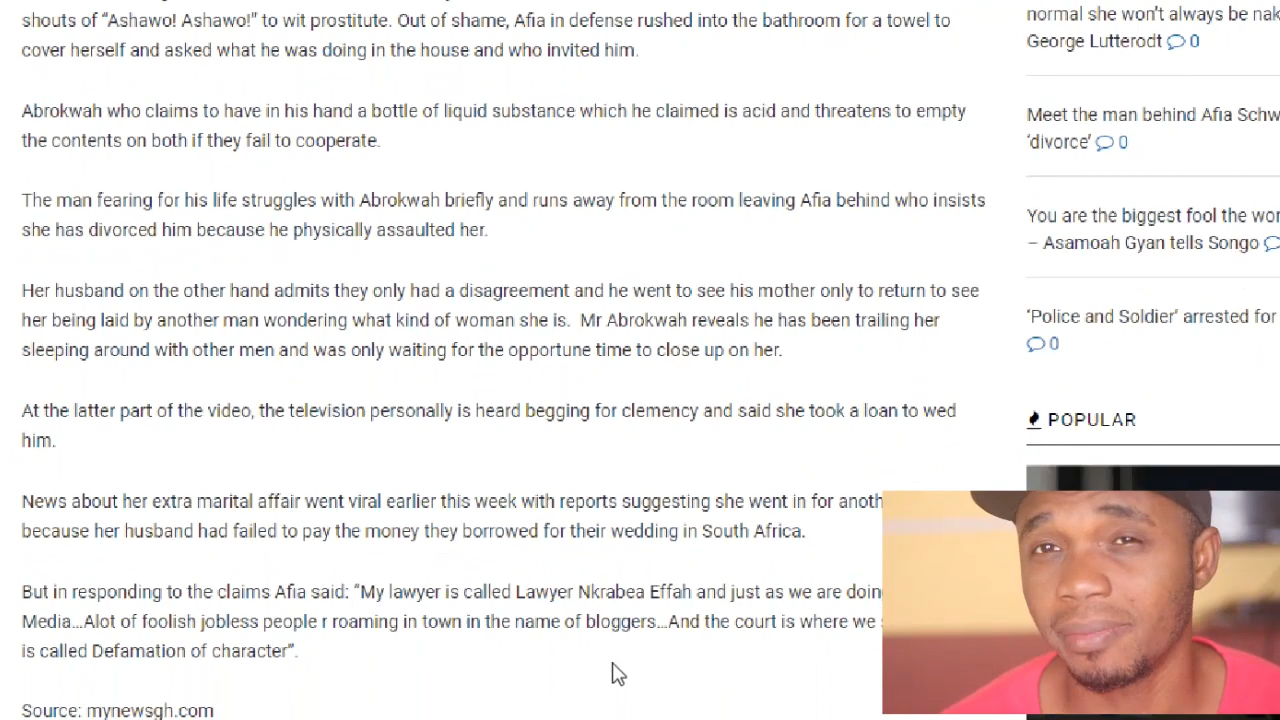 shouts of “Ashawo! Ashawo!” to wit prostitute. Out of shame, Afia in defense rushed into the bathroom for a towel to
cover herself and asked what he was doing in the house and who invited him.
Abrokwah who claims to have in his hand a bottle of liquid substance which he claimed is acid and threatens to empty
the contents on both if they fail to cooperate.
The man fearing for his life struggles with Abrokwah briefly and runs away from the room leaving Afia behind who insists
she has divorced him because he physically assaulted her.
Her husband on the other hand admits they only had a disagreement and he went to see his mother only to return to see
her being laid by another man wondering what kind of woman she is. Mr Abrokwah reveals he has been trailing her
sleeping around with other men and was only waiting for the opportune time to close up on her.
At the latter part of the video, the television personally is heard begging for clemency and said she took a loan to wed
him.
News about her extra marital affair went viral earlier this week with reports suggesting she went in for anoth
because her husband had failed to pay the money they borrowed for their wedding in South Africa.
But in responding to the claims Afia said: “My lawyer is called Lawyer Nkrabea Effah and just as we are doin
Media...Alot of foolish jobless people r roaming in town in the name of bloggers...And the court is where we
is called Defamation of character”.
Source: mynewsgh.com
normal she won't always be nak
George Lutterodt 0
Meet the man behind Afia Schw
‘divorce’ 0
You are the biggest fool the wor
– Asamoah Gyan tells Songo
‘Police and Soldier’ arrested for
0
POPULAR